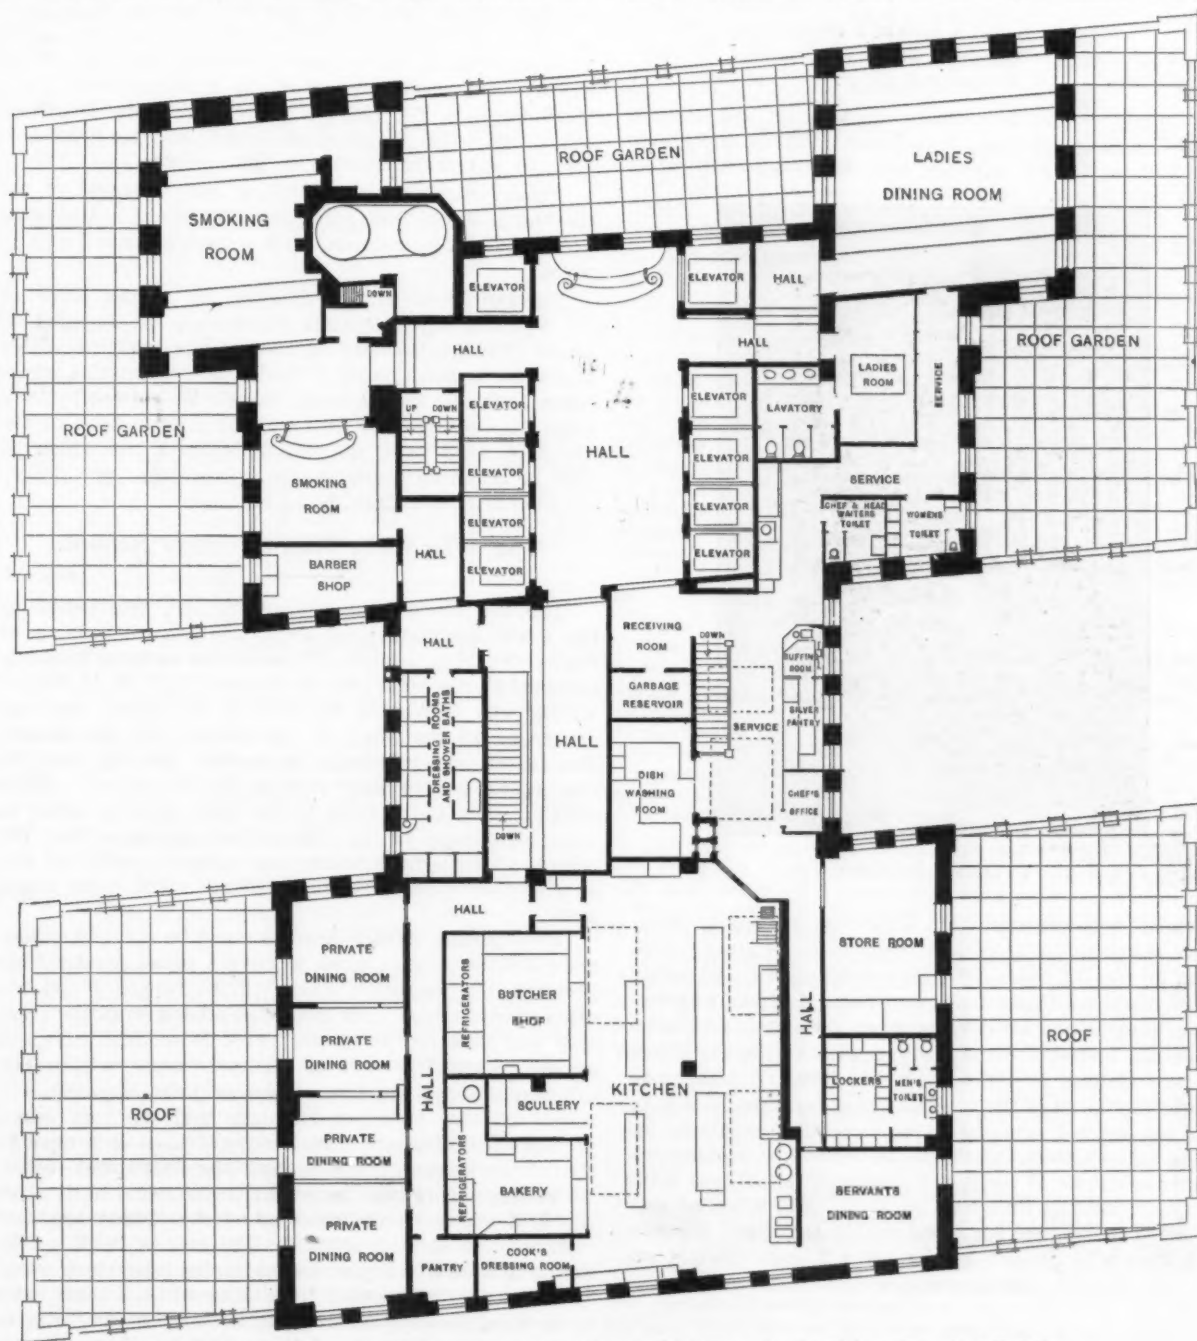 ROOF GARDEN
LADIES
DINING ROOM
SMOKING
ROOM
DOWN
ELEVATOR
ELEVATOR
HALL
HALL
HALL
ROOF GARDEN
LADIES
ROOM
SERVICE
UP
DOWN
ELEVATOR
ELEVATOR
LAVATORY
ROOF GARDEN
HALL
ELEVATOR
ELEVATOR
SERVICE
SMOKING
ROOM
ELEVATOR
ELEVATOR
CHEF & HEAD
WAITERS
TOILET
WOMENS
TOILET
HALL
ELEVATOR
ELEVATOR
BARBER
SHOP
HALL
RECEIVING
ROOM
DOWN
BUFFING
ROOM
GARBAGE
RESERVOIR
DRESSING ROOMS
AND SHOWER BATHS
SILVER
PANTRY
SERVICE
HALL
DISH
WASHING
ROOM
CHEF'S
OFFICE
DOWN
HALL
PRIVATE
DINING ROOM
REFRIGERATORS
BUTCHER
SHOP
STORE ROOM
HALL
PRIVATE
DINING ROOM
ROOF
HALL
KITCHEN
LOCKERS
MEN'S
TOILET
ROOF
SCULLERY
PRIVATE
DINING ROOM
REFRIGERATORS
BAKERY
SERVANTS
DINING ROOM
PRIVATE
DINING ROOM
PANTRY
COOK'S
DRESSING ROOM